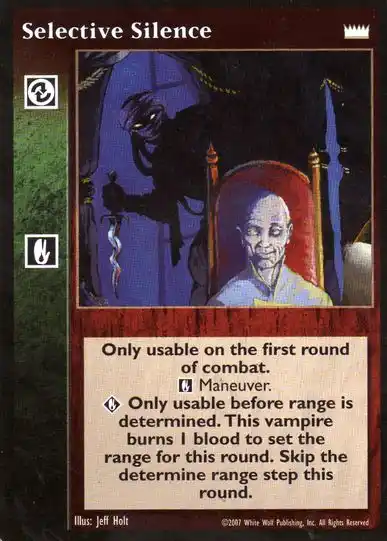 Selective Silence
Only usable on the first round
of combat.
Maneuver.
Only usable before range is
determined. This vampire
burns 1 blood to set the
range for this round. Skip the
determine range step this
round.
Illus: Jeff Holt
©2007 White Wolf Publishing, Inc. All Rights Reserved